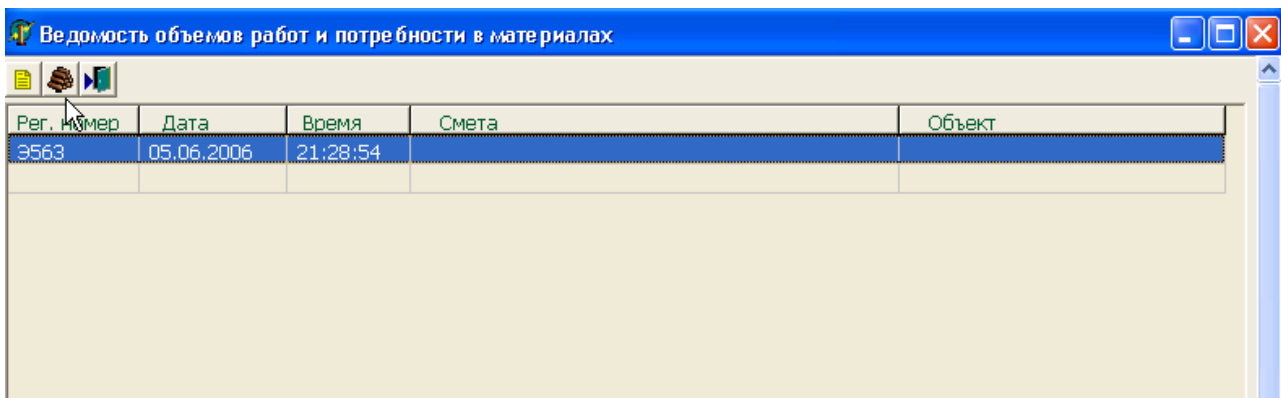 Ведомость объемов работ и потребности в материалах
Рег. номер Дата Время Смета Объект
Э563 05.06.2006 21:28:54